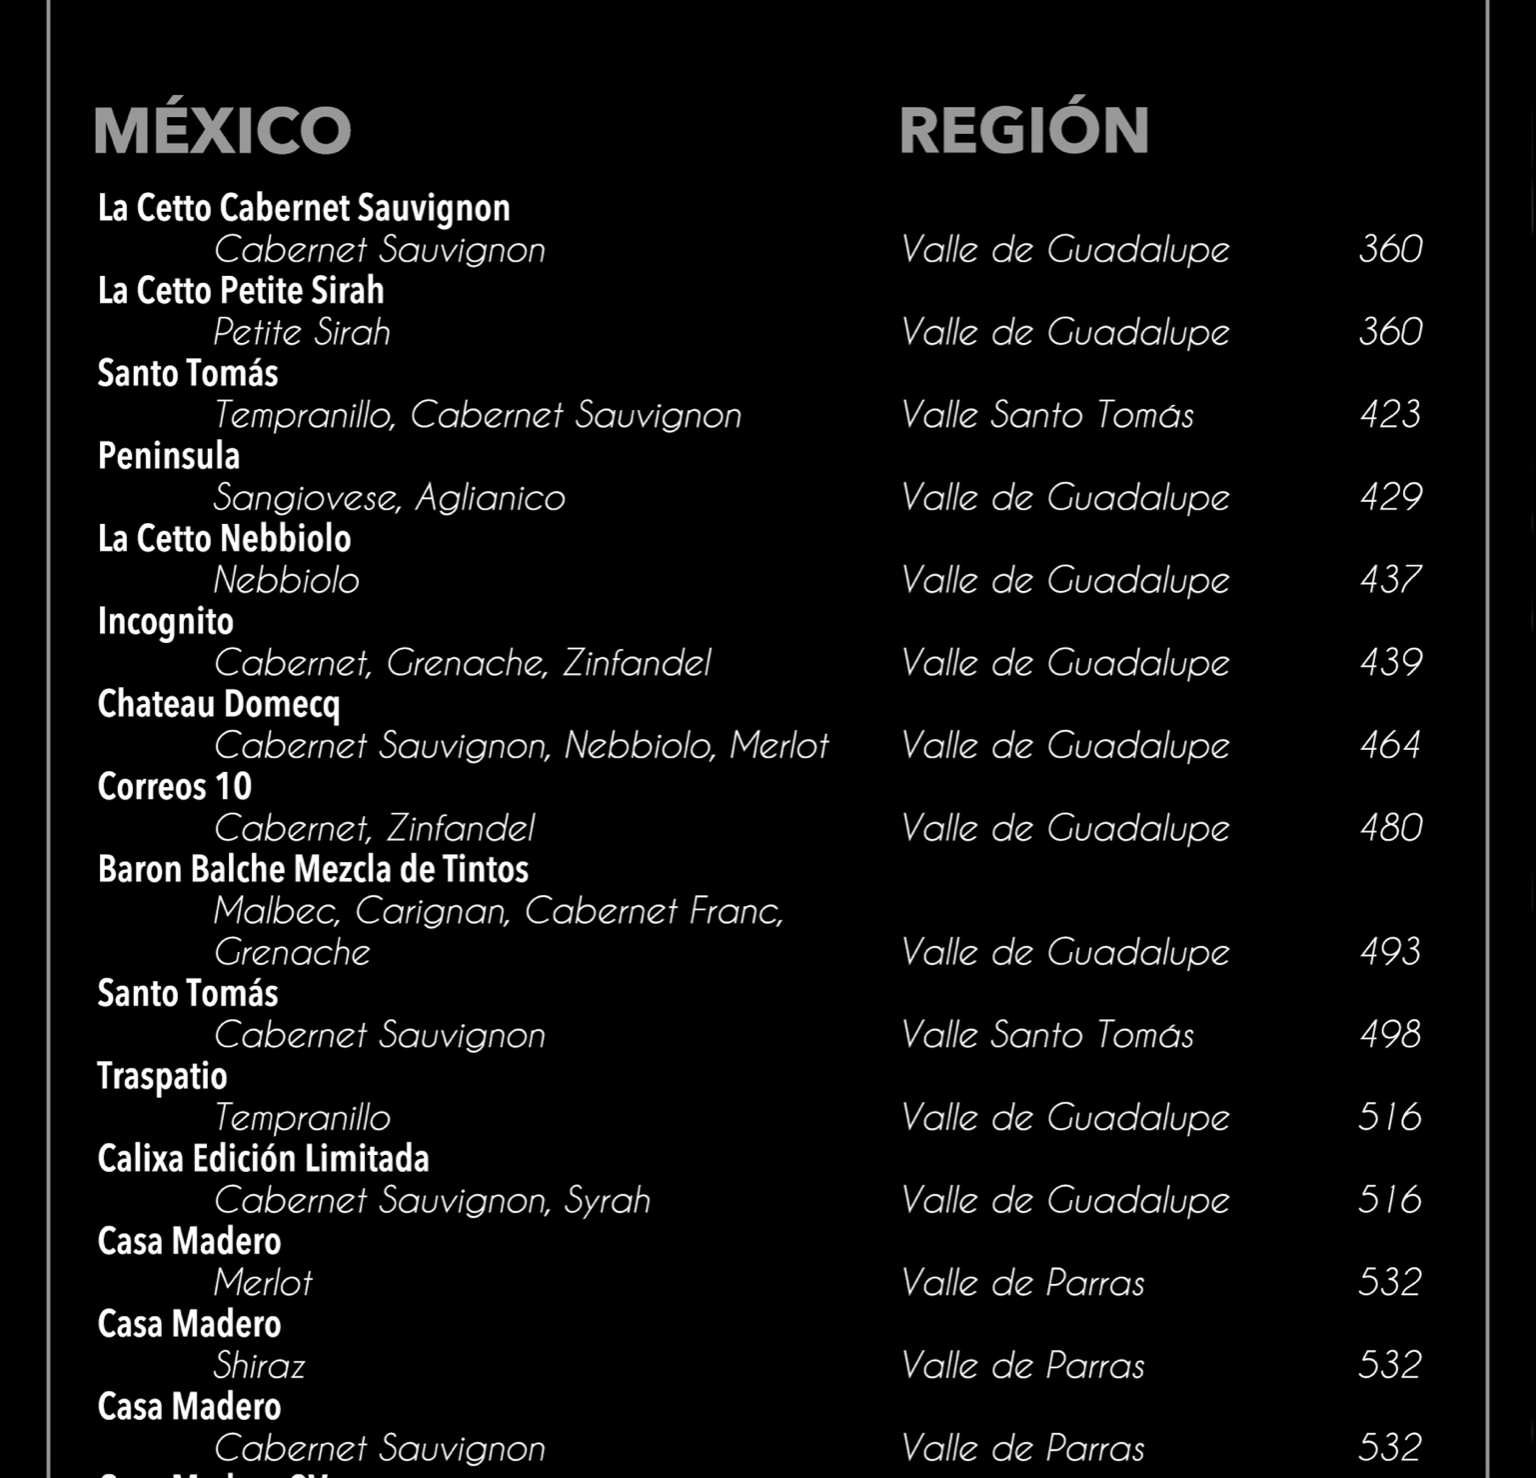 MÉXICO REGIÓN
La Cetto Cabernet Sauvignon
Cabernet Sauvignon Valle de Guadalupe 360
La Cetto Petite Sirah
Petite Sirah Valle de Guadalupe 360
Santo Tomás
Tempranillo, Cabernet Sauvignon Valle Santo Tomás 423
Peninsula
Sangiovese, Aglianico Valle de Guadalupe 429
La Cetto Nebbiolo
Nebbiolo Valle de Guadalupe 437
Incognito
Cabernet, Grenache, Zinfandel Valle de Guadalupe 439
Chateau Domecq
Cabernet Sauvignon, Nebbiolo, Merlot Valle de Guadalupe 464
Correos 10
Cabernet, Zinfandel Valle de Guadalupe 480
Baron Balche Mezcla de Tintos
Malbec, Carignan, Cabernet Franc,
Grenache Valle de Guadalupe 493
Santo Tomás
Cabernet Sauvignon Valle Santo Tomás 498
Traspatio
Tempranillo Valle de Guadalupe 516
Calixa Edición Limitada
Cabernet Sauvignon, Syrah Valle de Guadalupe 516
Casa Madero
Merlot Valle de Parras 532
Casa Madero
Shiraz Valle de Parras 532
Casa Madero
Cabernet Sauvignon Valle de Parras 532